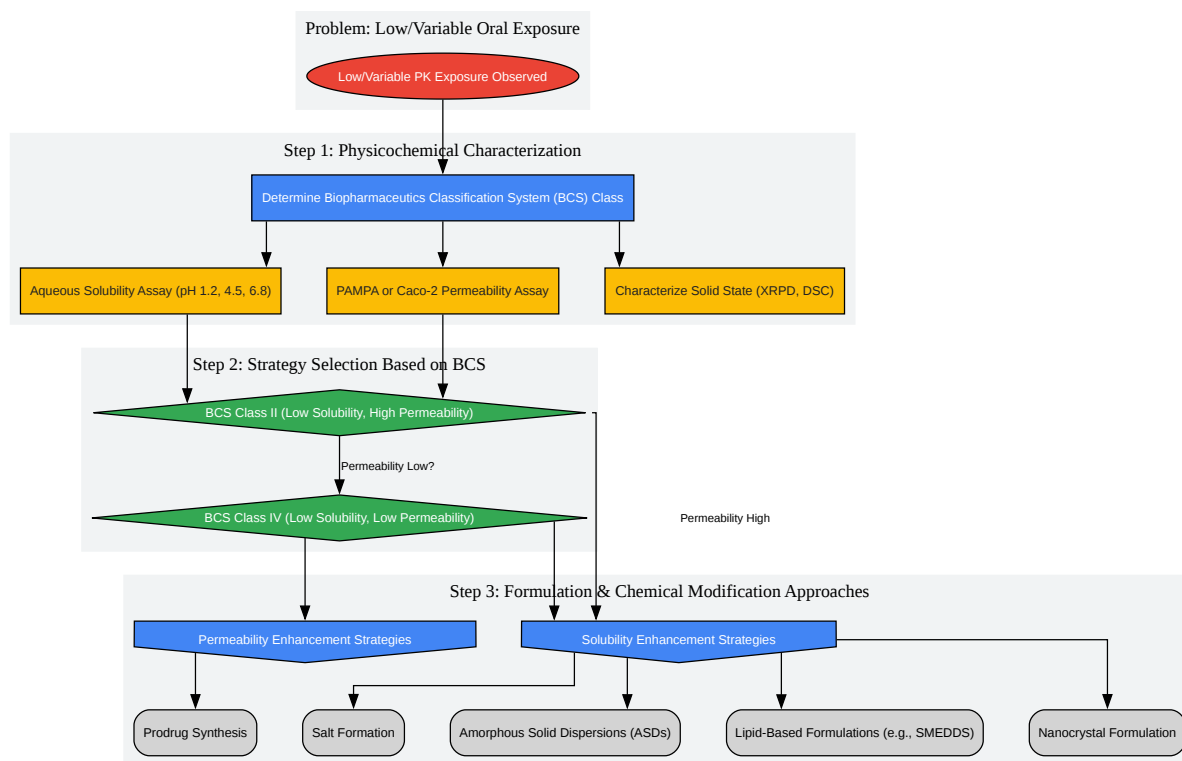 Problem: Low/Variable Oral Exposure
Low/Variable PK Exposure Observed
Step 1: Physicochemical Characterization
Determine Biopharmaceutics Classification System (BCS) Class
Aqueous Solubility Assay (pH 1.2, 4.5, 6.8)
PAMPA or Caco-2 Permeability Assay
Characterize Solid State (XRPD, DSC)
Step 2: Strategy Selection Based on BCS
BCS Class II (Low Solubility, High Permeability)
Permeability Low?
BCS Class IV (Low Solubility, Low Permeability)
Permeability High
Step 3: Formulation & Chemical Modification Approaches
Permeability Enhancement Strategies
Solubility Enhancement Strategies
Prodrug Synthesis
Salt Formation
Amorphous Solid Dispersions (ASDs)
Lipid-Based Formulations (e.g., SMEDDS)
Nanocrystal Formulation